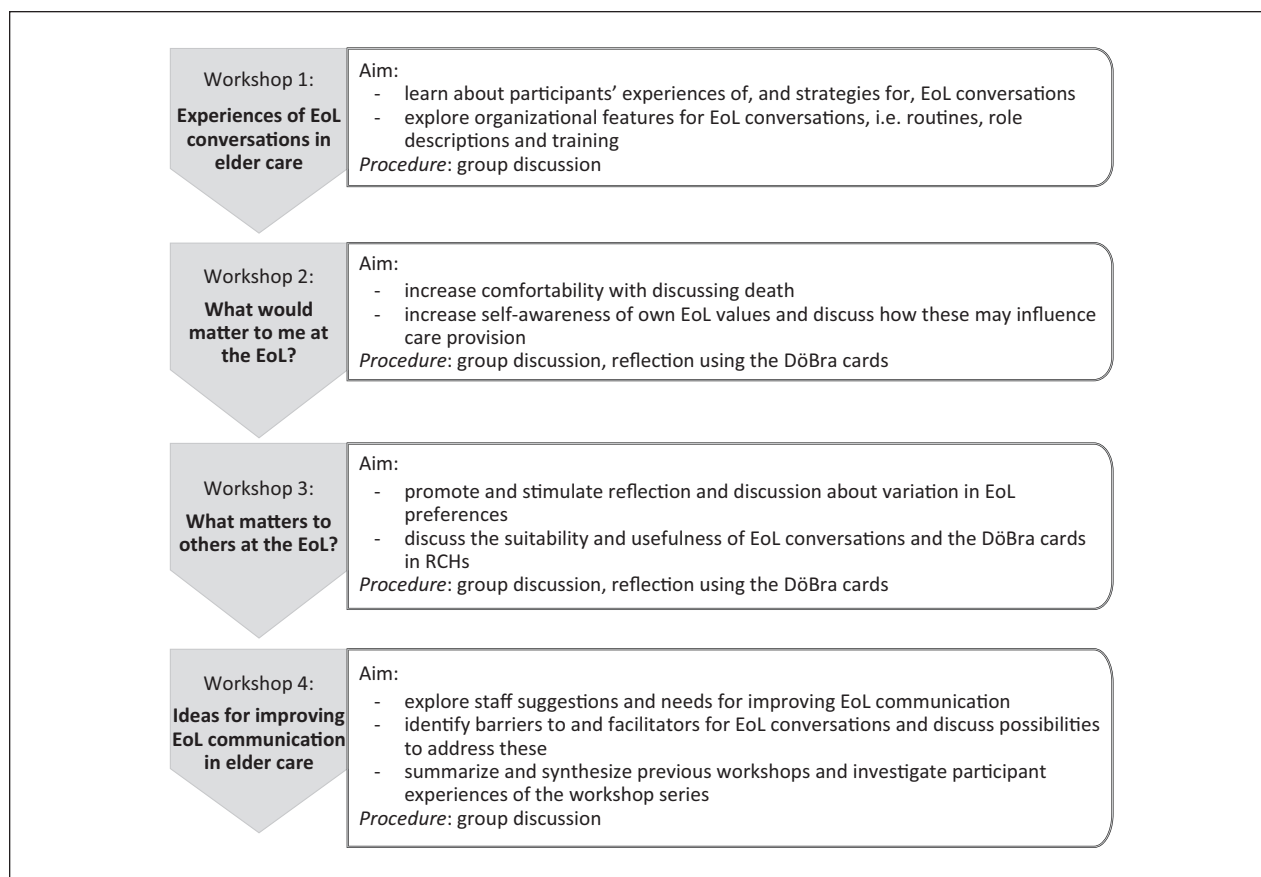 Workshop 1:
Experiences of EoL
conversations in
elder care
Aim:
- learn about participants' experiences of, and strategies for, EoL conversations
- explore organizational features for EoL conversations, i.e. routines, role
descriptions and training
Procedure: group discussion
Workshop 2:
What would
matter to me at
the EoL?
Aim:
- increase comfortability with discussing death
- increase self-awareness of own EoL values and discuss how these may influence
care provision
Procedure: group discussion, reflection using the DöBra cards
Workshop 3:
What matters to
others at the EoL?
Aim:
- promote and stimulate reflection and discussion about variation in EoL
preferences
- discuss the suitability and usefulness of EoL conversations and the DöBra cards
in RCHs
Procedure: group discussion, reflection using the DöBra cards
Workshop 4:
Ideas for improving
EoL communication
in elder care
Aim:
- explore staff suggestions and needs for improving EoL communication
- identify barriers to and facilitators for EoL conversations and discuss possibilities
to address these
- summarize and synthesize previous workshops and investigate participant
experiences of the workshop series
Procedure: group discussion